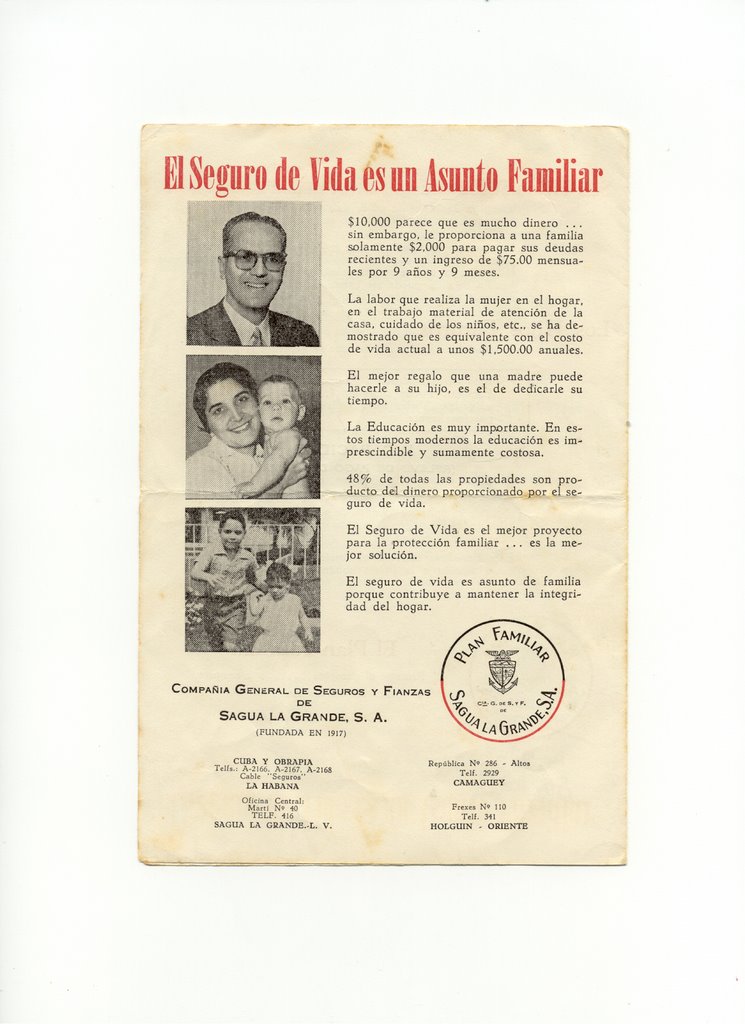 El Seguro de Vida es un Asunto Familiar
$10,000 parece que es mucho dinero ...
sin embargo, le proporciona a una familia
solamente $2,000 para pagar sus deudas
recientes y un ingreso de $75.00 mensua-
les por 9 años y 9 meses.
La labor que realiza la mujer en el hogar,
en el trabajo material de atención de la
casa, cuidado de los niños, etc., se ha de-
mostrado que es equivalente con el costo
de vida actual a unos $1,500.00 anuales.
El mejor regalo que una madre puede
hacerle a su hijo, es el de dedicarle su
tiempo.
La Educación es muy importante. En es-
tos tiempos modernos la educación es im-
prescindible y sumamente costosa.
48% de todas las propiedades son pro-
ducto del dinero proporcionado por el se-
guro de vida.
El Seguro de Vida es el mejor proyecto
para la protección familiar ... es la me-
jor solución.
El seguro de vida es asunto de familia
porque contribuye a mantener la integri-
dad del hogar.
PLAN FAMILIAR
CIA. G. DE S. Y F.
DE
SAGUA LA GRANDE, S.A.
COMPAÑIA GENERAL DE SEGUROS Y FIANZAS
DE
SAGUA LA GRANDE, S. A.
(FUNDADA EN 1917)
CUBA Y OBRAPIA
Telfs.: A-2166, A-2167, A-2168
Cable "Seguros"
LA HABANA
Oficina Central:
Martí Nº 40
TELF. 416
SAGUA LA GRANDE.-L. V.
República Nº 286 - Altos
Telf. 2929
CAMAGUEY
Frexes Nº 110
Telf. 341
HOLGUIN - ORIENTE